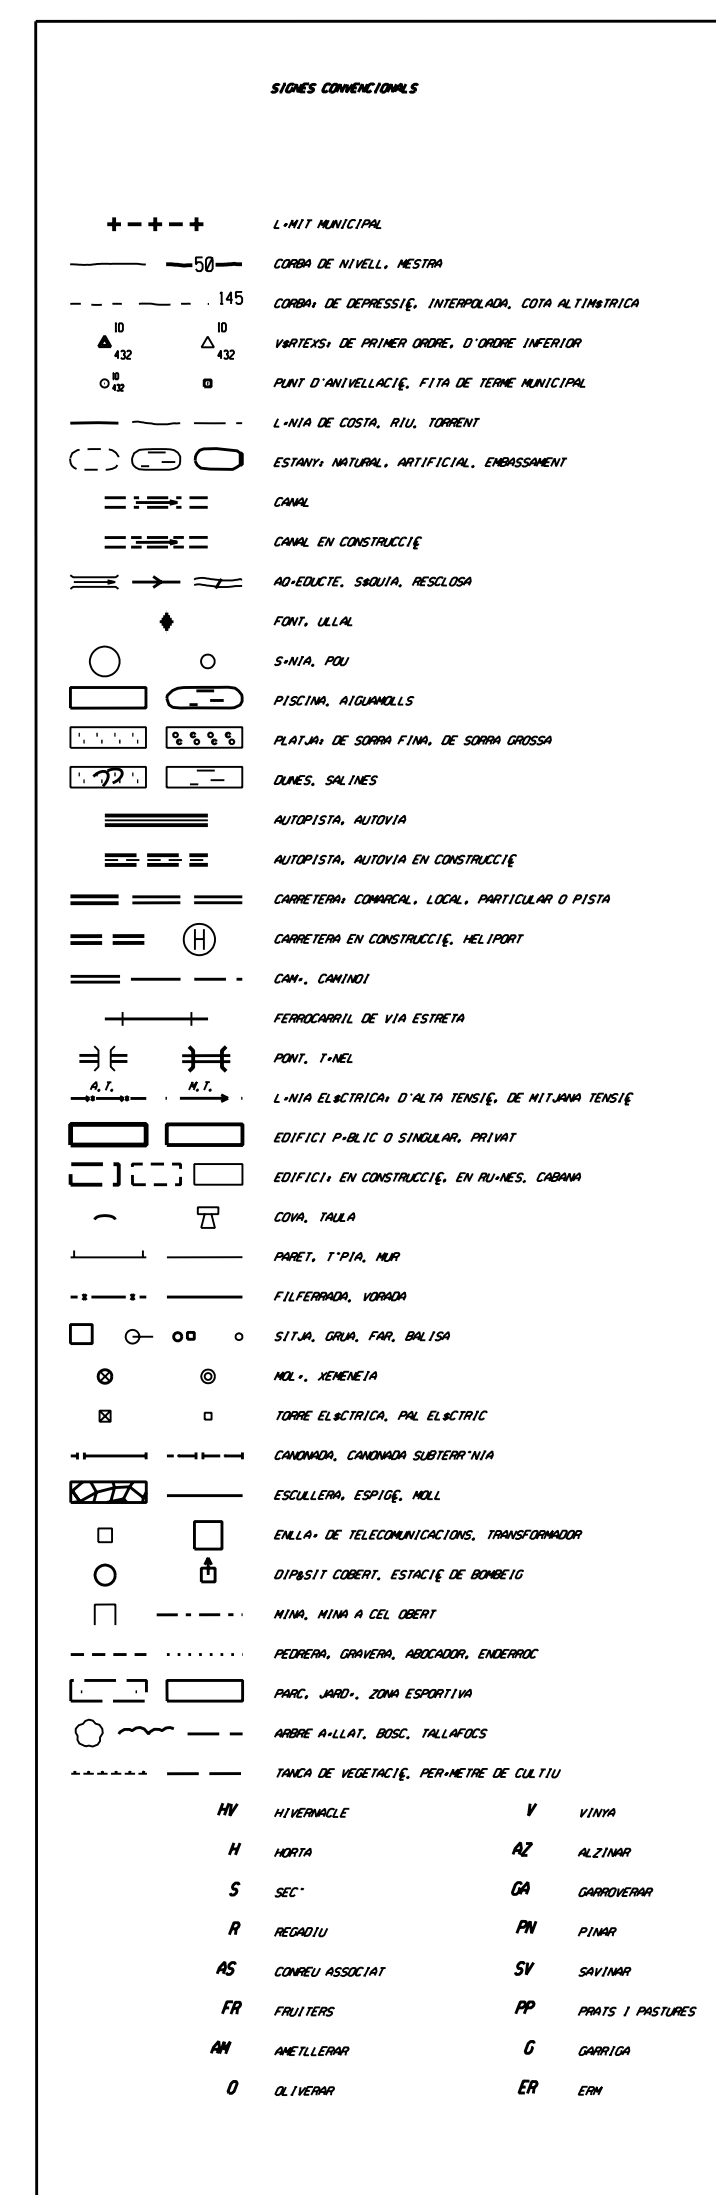 SIGNES CONVENCIONALS
L•MIT MUNICIPAL
50 CORBA DE NIVELL, MESTRA
145 CORBA: DE DEPRESSI£, INTERPOLADA, COTA ALTIM$TRICA
ID ID
432 432 V$RTEXS: DE PRIMER ORDRE, D'ORDRE INFERIOR
ID
432 PUNT D'ANIVELLACI£, FITA DE TERME MUNICIPAL
L•NIA DE COSTA, RIU, TORRENT
ESTANY: NATURAL, ARTIFICIAL, EMBASSAMENT
CANAL
CANAL EN CONSTRUCCI£
AQ•EDUCTE, S$QUIA, RESCLOSA
FONT, ULLAL
S•NIA, POU
PISCINA, AIGUAMOLLS
PLATJA: DE SORRA FINA, DE SORRA GROSSA
DUNES, SALINES
AUTOPISTA, AUTOVIA
AUTOPISTA, AUTOVIA EN CONSTRUCCI£
CARRETERA: COMARCAL, LOCAL, PARTICULAR O PISTA
H CARRETERA EN CONSTRUCCI£, HELIPORT
CAM•, CAMINOI
FERROCARRIL DE VIA ESTRETA
PONT, T•NEL
A.T. M.T. L•NIA EL$CTRICA: D'ALTA TENSI£, DE MITJANA TENSI£
EDIFICI P•BLIC O SINGULAR, PRIVAT
EDIFICI: EN CONSTRUCCI£, EN RU•NES, CABANA
COVA, TAULA
PARET, T"PIA, MUR
FILFERRADA, VORADA
SITJA, GRUA, FAR, BALISA
MOL•, XEMENEIA
TORRE EL$CTRICA, PAL EL$CTRIC
CANONADA, CANONADA SUBTERR"NIA
ESCULLERA, ESPIG£, MOLL
ENLLA• DE TELECOMUNICACIONS, TRANSFORMADOR
DIP&SIT COBERT, ESTACI£ DE BOMBEIG
MINA, MINA A CEL OBERT
PEDRERA, GRAVERA, ABOCADOR, ENDERROC
PARC, JARD•, ZONA ESPORTIVA
ARBRE A•LLAT, BOSC, TALLAFOCS
TANCA DE VEGETACI£, PER•METRE DE CULTIU
HV HIVERNACLE V VINYA
H HORTA AZ ALZINAR
S SEC" GA GARROVERAR
R REGADIU PN PINAR
AS CONREU ASSOCIAT SV SAVINAR
FR FRUITERS PP PRATS I PASTURES
AM AMETLLERAR G GARRIGA
O OLIVERAR ER ERM